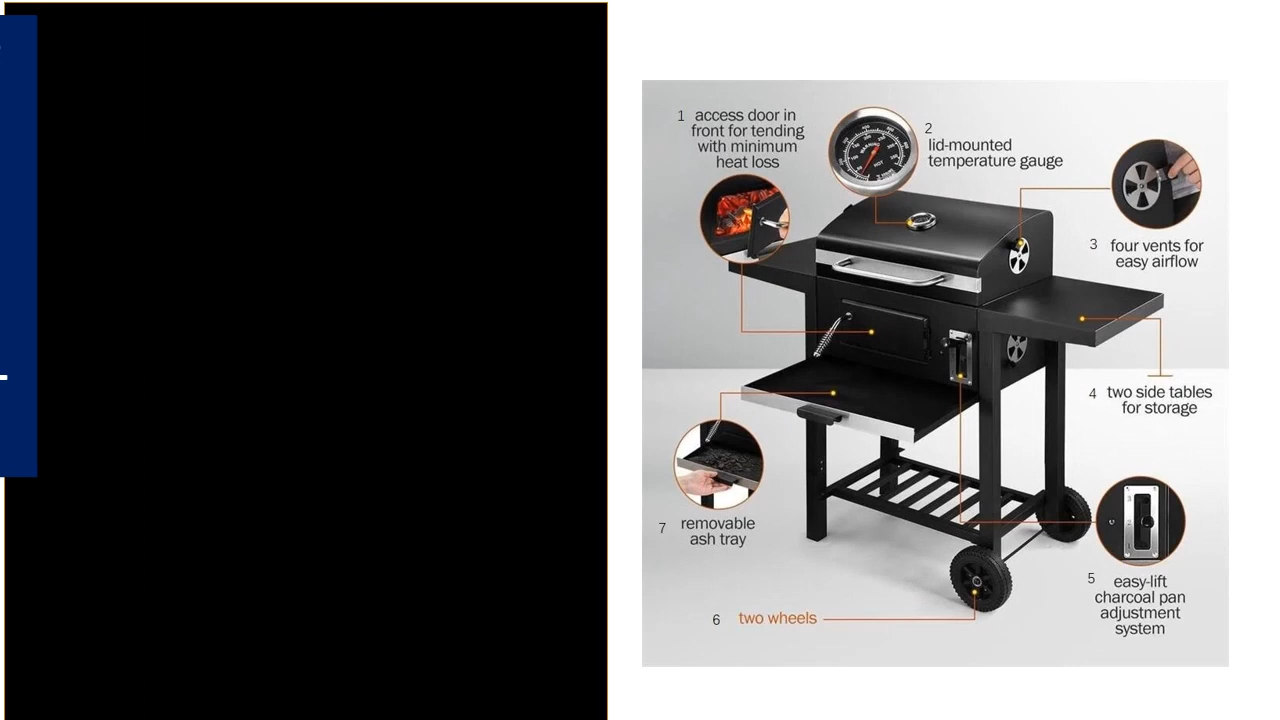 1 access door in
front for tending
with minimum
heat loss
2
lid-mounted
temperature gauge
3 four vents for
easy airflow
4 two side tables
for storage
5 easy-lift
charcoal pan
adjustment
system
6 two wheels
7 removable
ash tray
WARNING
HOT